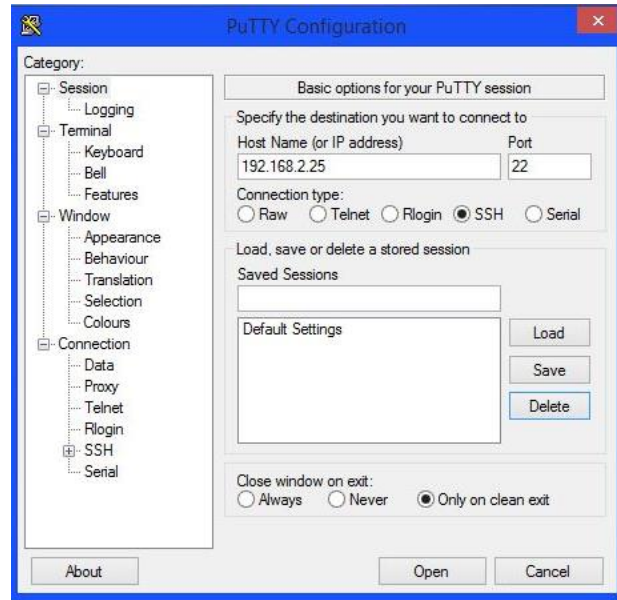 PuTTY Configuration
Category:
Session
Logging
Terminal
Keyboard
Bell
Features
Window
Appearance
Behaviour
Translation
Selection
Colours
Connection
Data
Proxy
Telnet
Rlogin
SSH
Serial
Basic options for your PuTTY session
Specify the destination you want to connect to
Host Name (or IP address) Port
192.168.2.25 22
Connection type:
Raw Telnet Rlogin SSH Serial
Load, save or delete a stored session
Saved Sessions
Default Settings
Load
Save
Delete
Close window on exit:
Always Never Only on clean exit
About Open Cancel